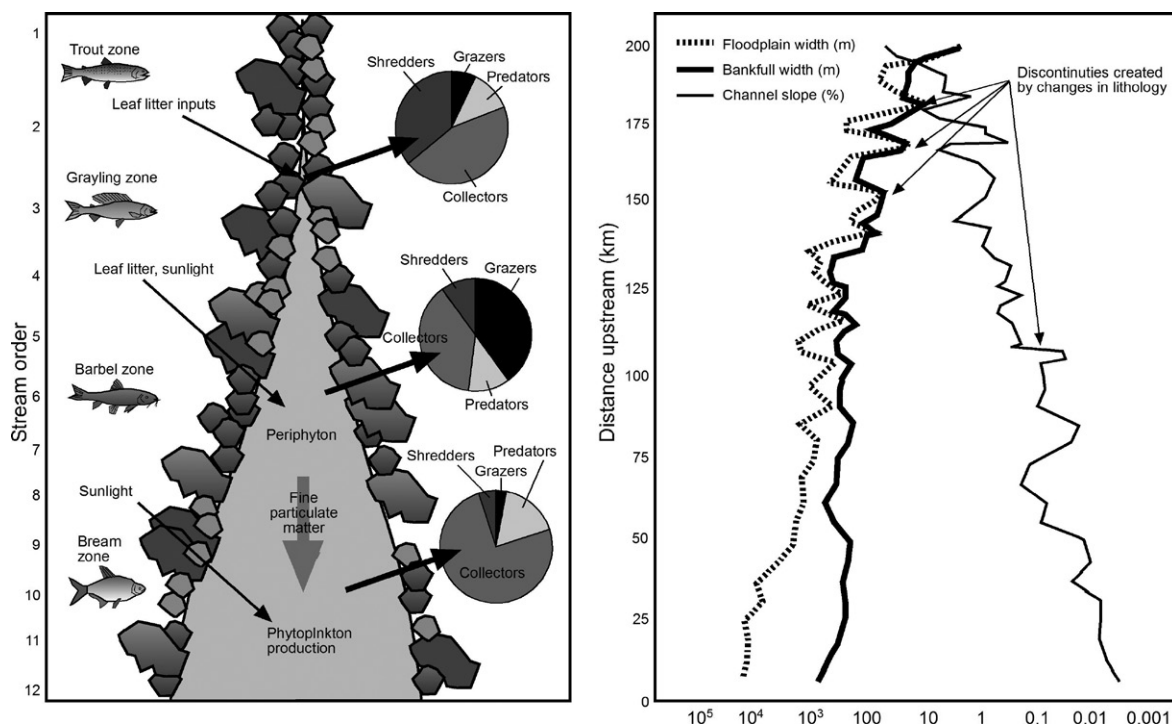 Stream order
1
2
3
4
5
6
7
8
9
10
11
12
Trout zone
Leaf litter inputs
Grayling zone
Leaf litter, sunlight
Barbel zone
Sunlight
Bream
zone
Shredders
Grazers
Predators
Collectors
Shredders
Grazers
Collectors
Predators
Periphyton
Shredders
Predators
Grazers
Collectors
Fine
particulate
matter
Phytoplnkton
production
Distance upstream (km)
200
175
150
125
100
75
50
25
0
Floodplain width (m)
Bankfull width (m)
Channel slope (%)
Discontinuties created
by changes in lithology
10⁵ 10⁴ 10³ 100 10 1 0.1 0.01 0.001